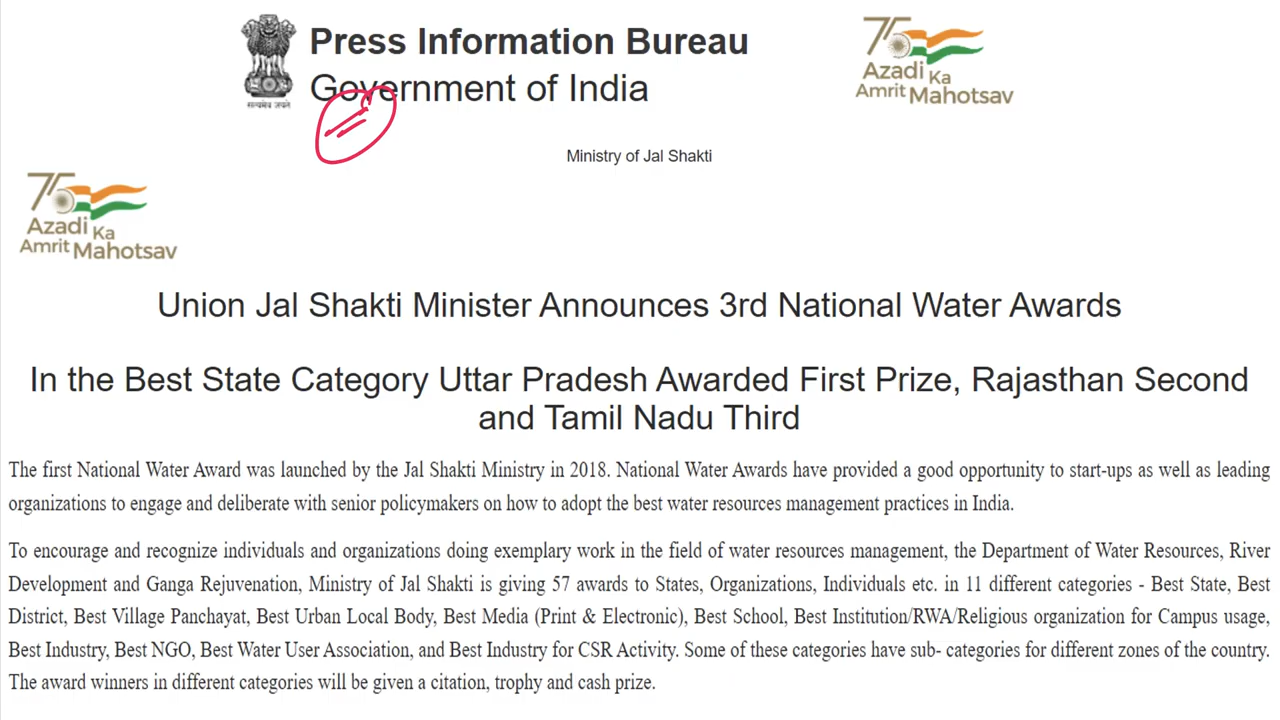 Press Information Bureau
Government of India
सत्यमेव जयते
75
Azadi Ka
Amrit Mahotsav
Ministry of Jal Shakti
75
Azadi Ka
Amrit Mahotsav
Union Jal Shakti Minister Announces 3rd National Water Awards
In the Best State Category Uttar Pradesh Awarded First Prize, Rajasthan Second
and Tamil Nadu Third
The first National Water Award was launched by the Jal Shakti Ministry in 2018. National Water Awards have provided a good opportunity to start-ups as well as leading
organizations to engage and deliberate with senior policymakers on how to adopt the best water resources management practices in India.
To encourage and recognize individuals and organizations doing exemplary work in the field of water resources management, the Department of Water Resources, River
Development and Ganga Rejuvenation, Ministry of Jal Shakti is giving 57 awards to States, Organizations, Individuals etc. in 11 different categories - Best State, Best
District, Best Village Panchayat, Best Urban Local Body, Best Media (Print & Electronic), Best School, Best Institution/RWA/Religious organization for Campus usage,
Best Industry, Best NGO, Best Water User Association, and Best Industry for CSR Activity. Some of these categories have sub- categories for different zones of the country.
The award winners in different categories will be given a citation, trophy and cash prize.